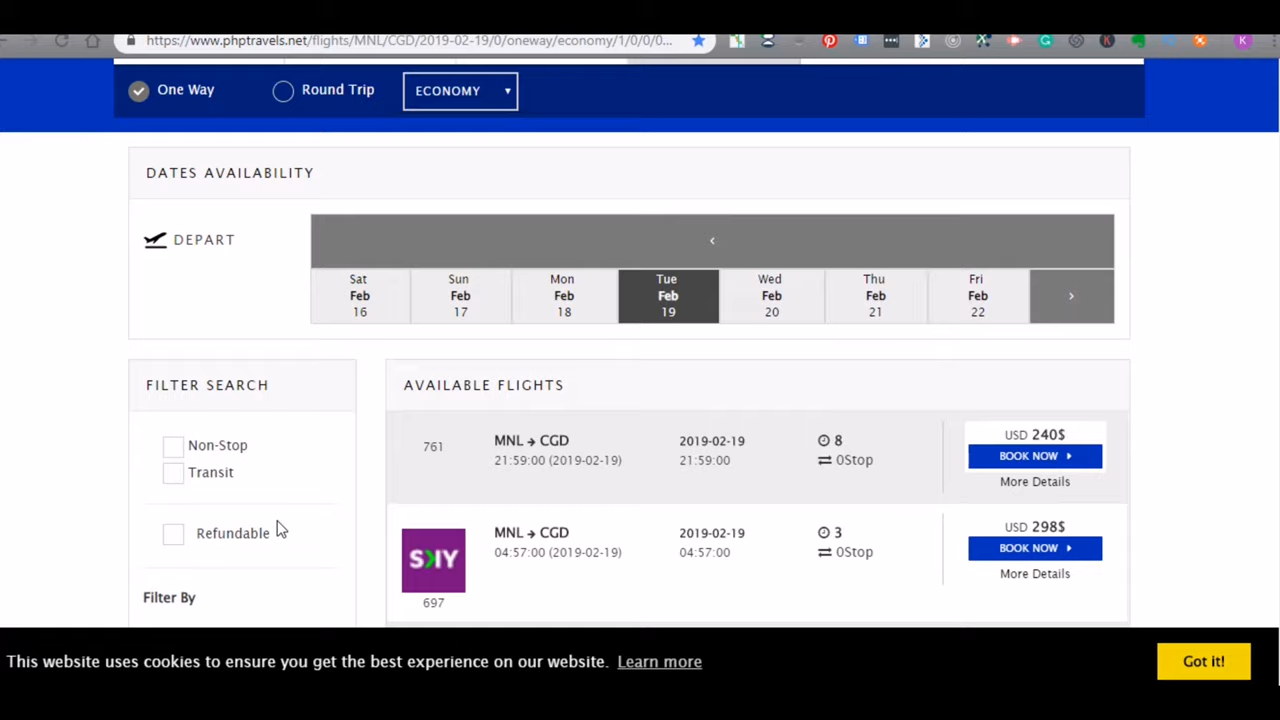 https://www.phptravels.net/flights/MNL/CGD/2019-02-19/0/oneway/economy/1/0/0/0...
One Way
Round Trip
ECONOMY
DATES AVAILABILITY
DEPART
Sat
Feb
16
Sun
Feb
17
Mon
Feb
18
Tue
Feb
19
Wed
Feb
20
Thu
Feb
21
Fri
Feb
22
FILTER SEARCH
Non-Stop
Transit
Refundable
Filter By
AVAILABLE FLIGHTS
761
MNL → CGD
21:59:00 (2019-02-19)
2019-02-19
21:59:00
8
0Stop
USD 240$
BOOK NOW
More Details
SKY
697
MNL → CGD
04:57:00 (2019-02-19)
2019-02-19
04:57:00
3
0Stop
USD 298$
BOOK NOW
More Details
This website uses cookies to ensure you get the best experience on our website. Learn more
Got it!